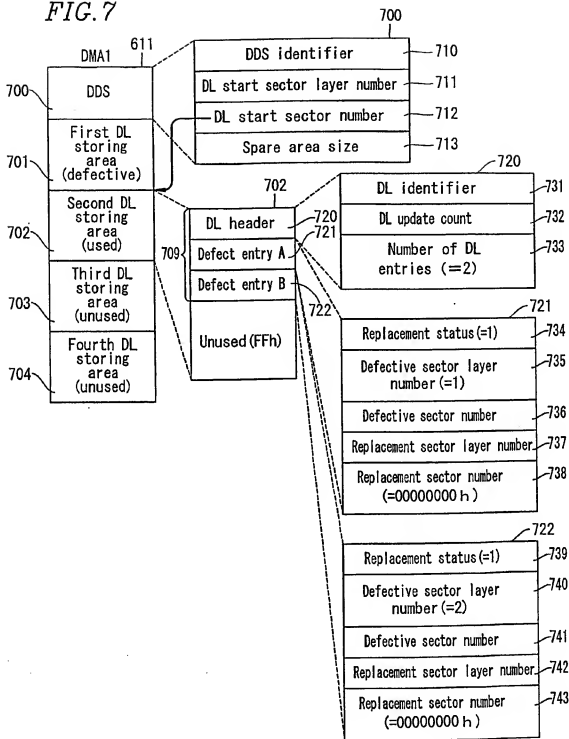 FIG.7
DMA1
611
700
DDS
701
First DL
storing
area
(defective)
702
Second DL
storing
area
(used)
703
Third DL
storing
area
(unused)
704
Fourth DL
storing
area
(unused)
700
DDS identifier
710
DL start sector layer number
711
DL start sector number
712
Spare area size
713
702
709
DL header
720
Defect entry A
721
Defect entry B
722
Unused (FFh)
720
DL identifier
731
DL update count
732
Number of DL
entries (=2)
733
721
Replacement status (=1)
734
Defective sector layer
number (=1)
735
Defective sector number
736
Replacement sector layer number
737
Replacement sector number
(=00000000h)
738
722
Replacement status (=1)
739
Defective sector layer
number (=2)
740
Defective sector number
741
Replacement sector layer number
742
Replacement sector number
(=00000000h)
743